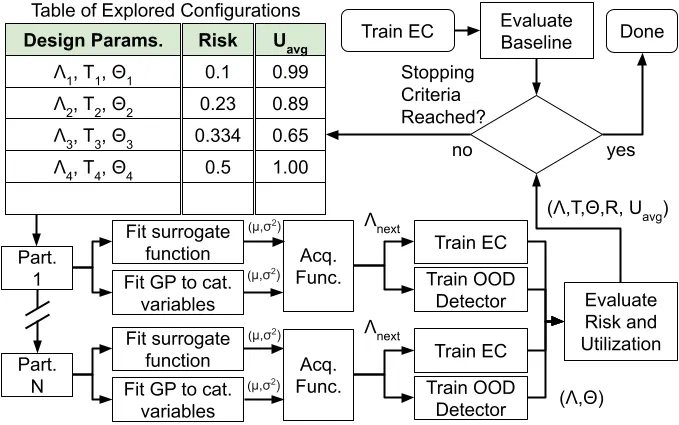 Table of Explored Configurations
Design Params. Risk U_avg
Λ₁, T₁, Θ₁ 0.1 0.99
Λ₂, T₂, Θ₂ 0.23 0.89
Λ₃, T₃, Θ₃ 0.334 0.65
Λ₄, T₄, Θ₄ 0.5 1.00
Train EC
Evaluate
Baseline
Done
Stopping
Criteria
Reached?
no
yes
(Λ,T,Θ,R, U_avg)
Part.
1
Fit surrogate
function
(μ,σ²)
Fit GP to cat.
variables
(μ,σ²)
Acq.
Func.
Λ_next
Train EC
Train OOD
Detector
Evaluate
Risk and
Utilization
Part.
N
Fit surrogate
function
(μ,σ²)
Fit GP to cat.
variables
(μ,σ²)
Acq.
Func.
Λ_next
Train EC
Train OOD
Detector
(Λ,Θ)